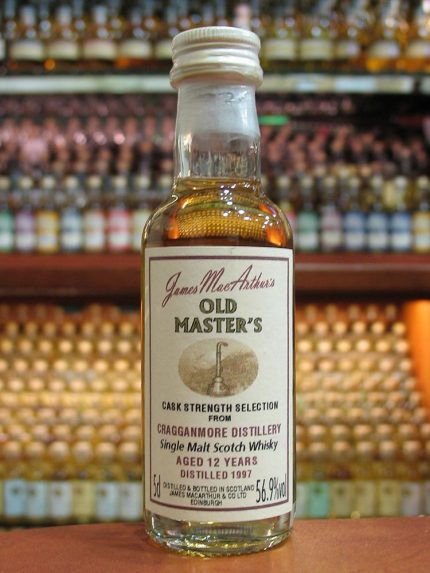 James MacArthur's
OLD
MASTER'S
CASK STRENGTH SELECTION
FROM
CRAGGANMORE DISTILLERY
Single Malt Scotch Whisky
AGED 12 YEARS
DISTILLED 1997
5cl DISTILLED & BOTTLED IN SCOTLAND 56.9%vol
JAMES MACARTHUR & CO LTD
EDINBURGH